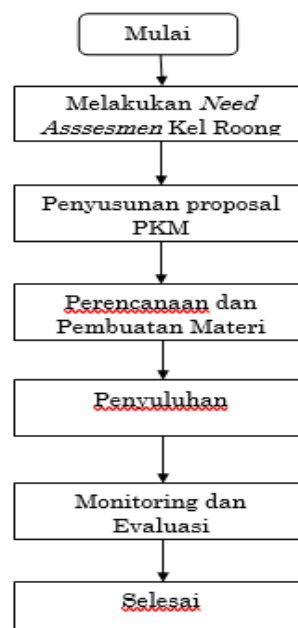 Mulai
Melakukan Need
Asssesmen Kel Roong
Penyusunan proposal
PKM
Perencanaan dan
Pembuatan Materi
Penyuluhan
Monitoring dan
Evaluasi
Selesai